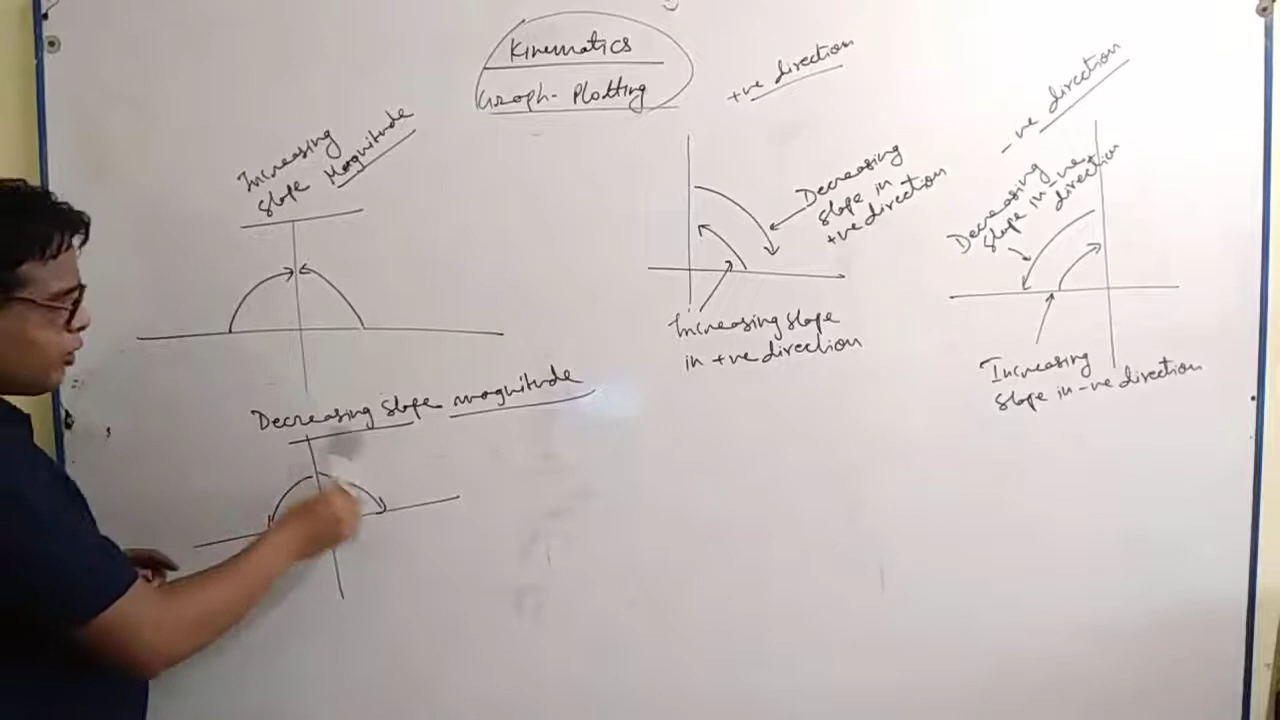 Kinematics
Graph-Plotting
Increasing
slope Magnitude
Decreasing slope magnitude
+ve direction
Decreasing
slope in
+ve direction
Increasing slope
in +ve direction
-ve direction
Decreasing
slope in -ve
direction
Increasing
slope in -ve direction